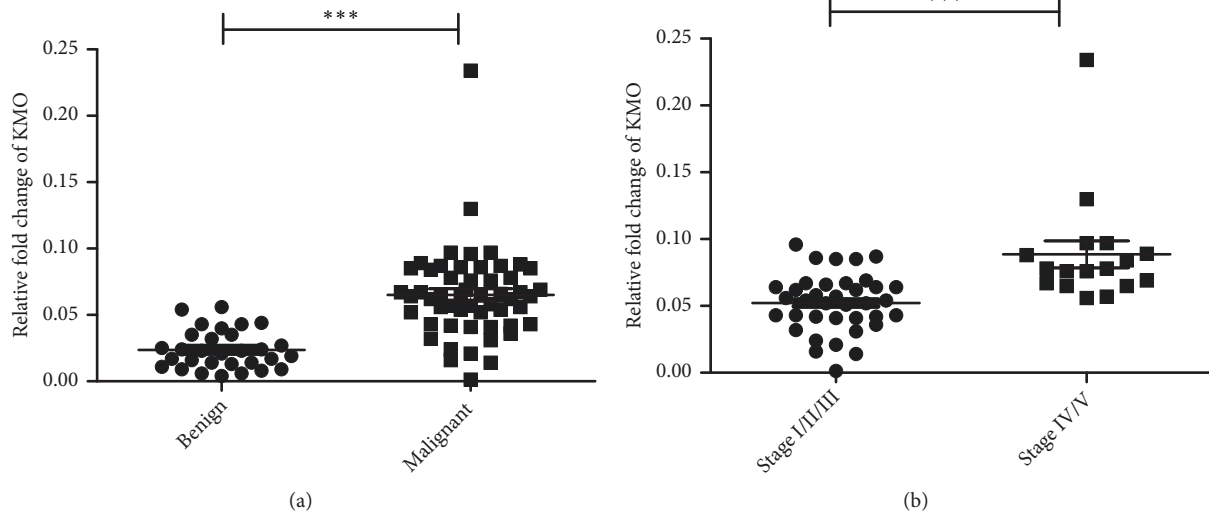 ***
0.25
0.20
0.15
0.10
0.05
0.00
Relative fold change of KMO
Benign
Malignant
(a)
0.25
0.20
0.15
0.10
0.05
0.00
Relative fold change of KMO
Stage I/II/III
Stage IV/V
(b)